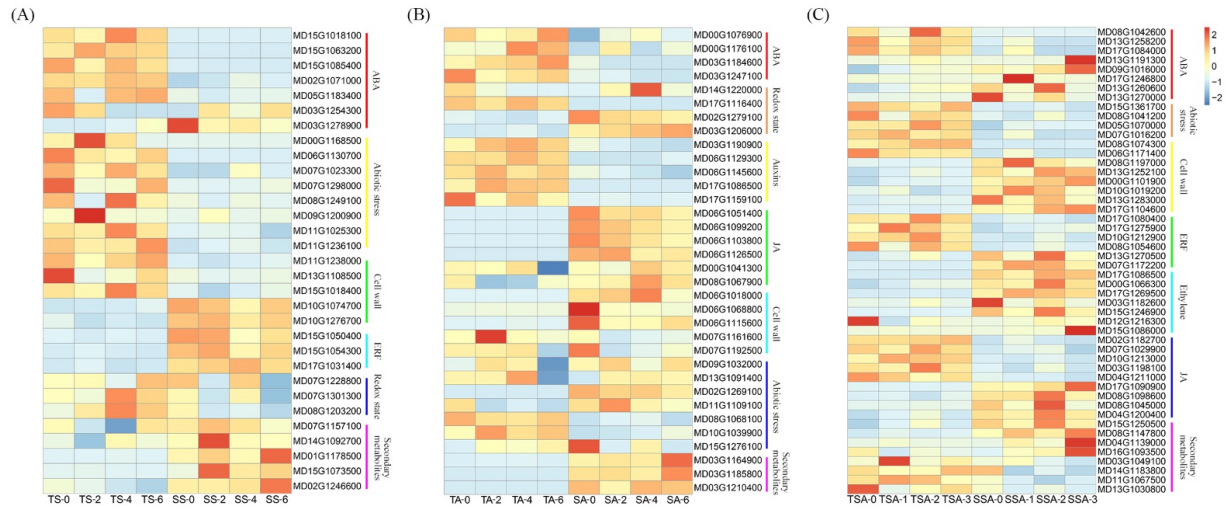 (A)
MD15G1018100
MD15G1063200
MD15G1085400
MD02G1071000
MD05G1183400
MD03G1254300
MD03G1278900
MD00G1168500
MD06G1130700
MD07G1023300
MD07G1298000
MD08G1249100
MD09G1200900
MD11G1025300
MD11G1236100
MD11G1238000
MD13G1108500
MD15G1018400
MD10G1074700
MD10G1276700
MD15G1050400
MD15G1054300
MD17G1031400
MD07G1228800
MD07G1301300
MD08G1203200
MD07G1157100
MD14G1092700
MD01G1178500
MD15G1073500
MD02G1246600
ABA
Abiotic stress
Cell wall
ERF
Redox state
Secondary metabolites
TS-0 TS-2 TS-4 TS-6 SS-0 SS-2 SS-4 SS-6
(B)
MD00G1076900
MD00G1176100
MD03G1184600
MD03G1247100
MD14G1220000
MD17G1116400
MD02G1279100
MD03G1206000
MD03G1190900
MD06G1129300
MD06G1145600
MD17G1086500
MD17G1159100
MD06G1051400
MD06G1099200
MD06G1103800
MD08G1126500
MD00G1041300
MD08G1067900
MD06G1018000
MD06G1068800
MD06G1115600
MD07G1161600
MD07G1192500
MD09G1032000
MD13G1091400
MD02G1269100
MD11G1109100
MD08G1068100
MD10G1039900
MD15G1276100
MD03G1164900
MD03G1185800
MD03G1210400
ABA
Redox state
Auxins
JA
Cell wall
Abiotic stress
Secondary metabolites
TA-0 TA-2 TA-4 TA-6 SA-0 SA-2 SA-4 SA-6
(C)
MD08G1042600
MD13G1258200
MD17G1084000
MD13G1191300
MD09G1016000
MD17G1246800
MD13G1260600
MD13G1270000
MD15G1361700
MD08G1041200
MD05G1070000
MD07G1016200
MD08G1074300
MD06G1171400
MD08G1197000
MD13G1252100
MD00G1101900
MD10G1019200
MD13G1283000
MD17G1104600
MD17G1080400
MD17G1275900
MD10G1212900
MD08G1054600
MD13G1270500
MD07G1172200
MD17G1086500
MD00G1066300
MD17G1269500
MD03G1182600
MD15G1246900
MD12G1216300
MD15G1086000
MD02G1182700
MD07G1029900
MD10G1213000
MD03G1198100
MD04G1211000
MD17G1090900
MD08G1098600
MD08G1045000
MD04G1200400
MD15G1250500
MD08G1147800
MD04G1139000
MD16G1093500
MD03G1049100
MD14G1183800
MD11G1067500
MD13G1030800
ABA
Abiotic stress
Cell wall
ERF
Ethylene
JA
Secondary metabolites
TSA-0 TSA-1 TSA-2 TSA-3 SSA-0 SSA-1 SSA-2 SSA-3
2
1
0
-1
-2